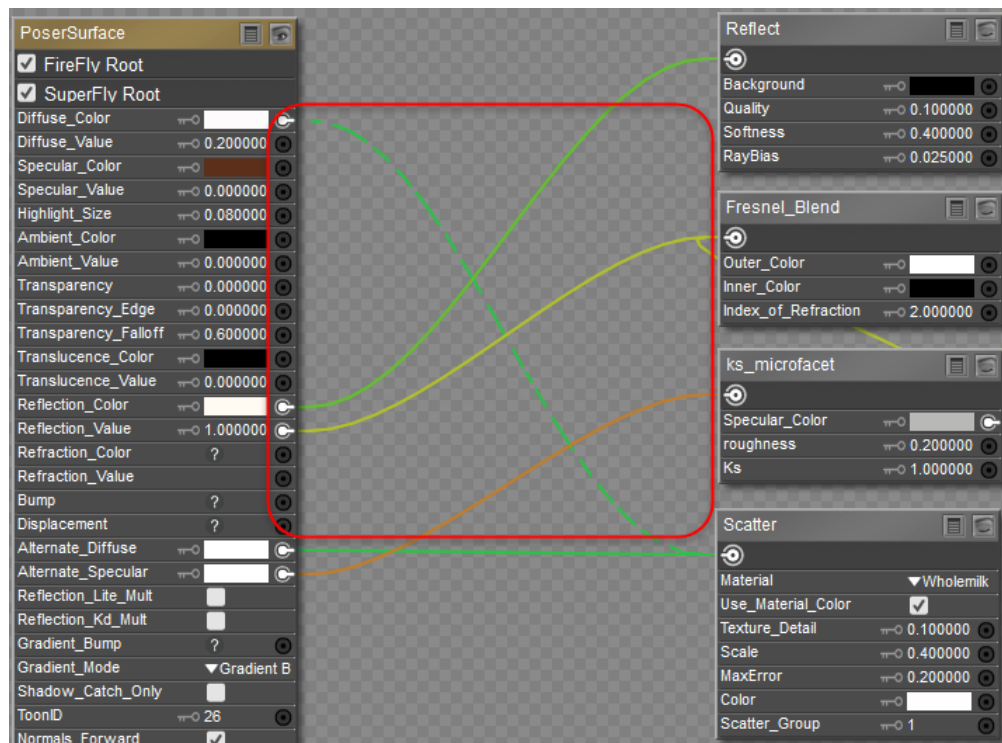 PoserSurface
FireFly Root
SuperFly Root
Diffuse_Color
Diffuse_Value 0.200000
Specular_Color
Specular_Value 0.000000
Highlight_Size 0.080000
Ambient_Color
Ambient_Value 0.000000
Transparency 0.000000
Transparency_Edge 0.000000
Transparency_Falloff 0.600000
Translucence_Color
Translucence_Value 0.000000
Reflection_Color
Reflection_Value 1.000000
Refraction_Color ?
Refraction_Value
Bump ?
Displacement ?
Alternate_Diffuse
Alternate_Specular
Reflection_Lite_Mult
Reflection_Kd_Mult
Gradient_Bump ?
Gradient_Mode Gradient B
Shadow_Catch_Only
ToonID 26
Normals_Forward
Reflect
Background
Quality 0.100000
Softness 0.400000
RayBias 0.025000
Fresnel_Blend
Outer_Color
Inner_Color
Index_of_Refraction 2.000000
ks_microfacet
Specular_Color
roughness 0.200000
Ks 1.000000
Scatter
Material Wholemilk
Use_Material_Color
Texture_Detail 0.100000
Scale 0.400000
MaxError 0.200000
Color
Scatter_Group 1